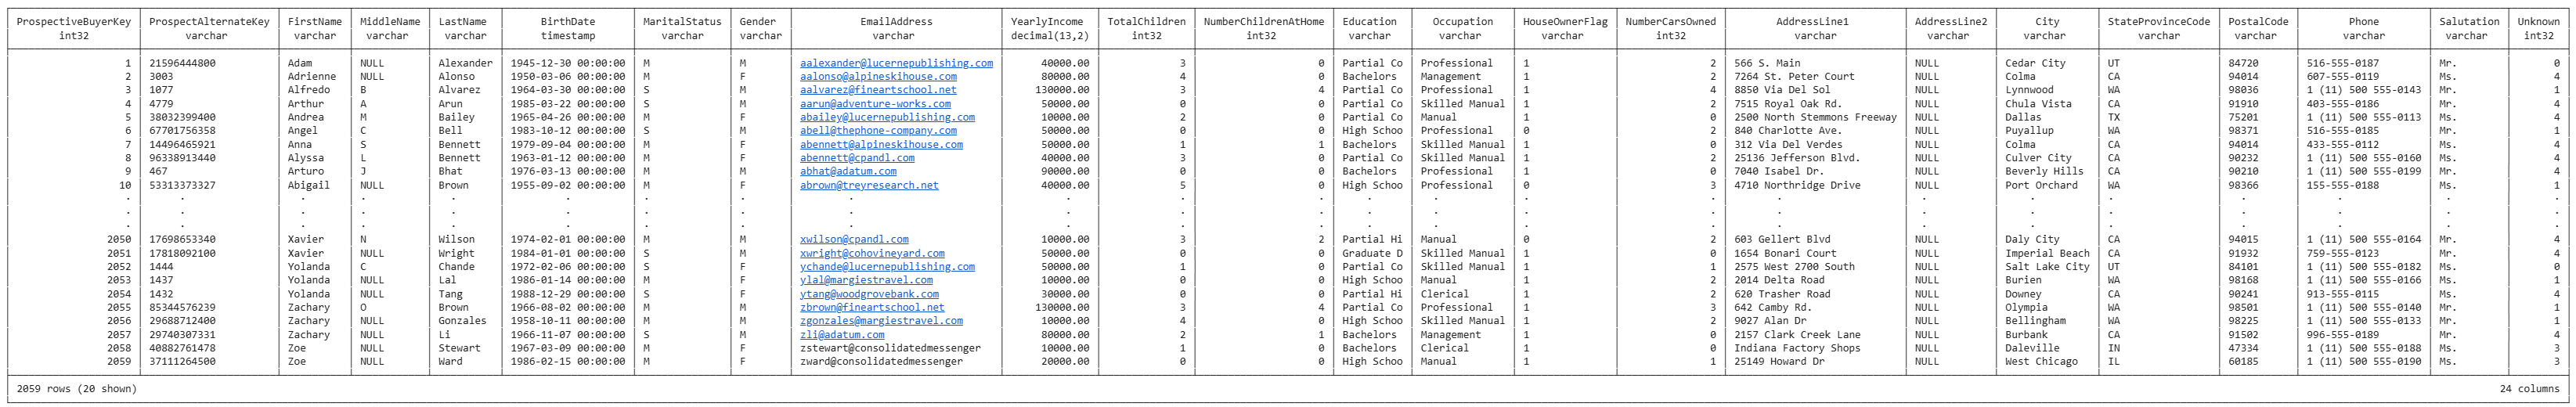 ProspectiveBuyerKey ProspectAlternateKey FirstName MiddleName LastName BirthDate MaritalStatus Gender EmailAddress YearlyIncome TotalChildren NumberChildrenAtHome Education Occupation HouseOwnerFlag NumberCarsOwned AddressLine1 AddressLine2 City StateProvinceCode PostalCode Phone Salutation Unknown
int32 varchar varchar varchar varchar timestamp varchar varchar varchar decimal(13,2) int32 int32 varchar varchar varchar int32 varchar varchar varchar varchar varchar varchar varchar int32
1 21596444800 Adam NULL Alexander 1945-12-30 00:00:00 M M aalexander@lucernepublishing.com 40000.00 3 0 Partial Co Professional 1 2 566 S. Main NULL Cedar City UT 84720 516-555-0187 Mr. 0
2 3003 Adrienne NULL Alonso 1950-03-06 00:00:00 M F aalonso@alpineskihouse.com 80000.00 4 0 Bachelors Management 1 2 7264 St. Peter Court NULL Colma CA 94014 607-555-0119 Ms. 4
3 1077 Alfredo B Alvarez 1964-03-30 00:00:00 S M aalvarez@fineartschool.net 130000.00 3 4 Partial Co Professional 1 4 8850 Via Del Sol NULL Lynnwood WA 98036 1 (11) 500 555-0143 Mr. 1
4 4779 Arthur A Arun 1985-03-22 00:00:00 S M aarun@adventure-works.com 50000.00 0 0 Partial Co Skilled Manual 1 2 7515 Royal Oak Rd. NULL Chula Vista CA 91910 403-555-0186 Mr. 4
5 38032399400 Andrea M Bailey 1965-04-26 00:00:00 M F abailey@lucernepublishing.com 10000.00 2 0 Partial Co Manual 1 0 2500 North Stemmons Freeway NULL Dallas TX 75201 1 (11) 500 555-0113 Ms. 4
6 67701756358 Angel C Bell 1983-10-12 00:00:00 S M abell@thephone-company.com 50000.00 0 0 High Schoo Professional 0 2 840 Charlotte Ave. NULL Puyallup WA 98371 516-555-0185 Mr. 1
7 14496465921 Anna S Bennett 1979-09-04 00:00:00 M F abennett@alpineskihouse.com 50000.00 1 1 Bachelors Skilled Manual 1 0 312 Via Del Verdes NULL Colma CA 94014 433-555-0112 Ms. 4
8 96338913440 Alyssa L Bennett 1963-01-12 00:00:00 M F abennett@cpandl.com 40000.00 3 0 Partial Co Skilled Manual 1 2 25136 Jefferson Blvd. NULL Culver City CA 90232 1 (11) 500 555-0160 Ms. 4
9 467 Arturo J Bhat 1976-03-13 00:00:00 M M abhat@adatum.com 90000.00 0 0 Bachelors Professional 1 0 7040 Isabel Dr. NULL Beverly Hills CA 90210 1 (11) 500 555-0199 Mr. 4
10 53313373327 Abigail NULL Brown 1955-09-02 00:00:00 M F abrown@treyresearch.net 40000.00 5 0 High Schoo Professional 0 3 4710 Northridge Drive NULL Port Orchard WA 98366 155-555-0188 Ms. 1
· · · · · · · · · · · · · · · · · · · · · · · ·
· · · · · · · · · · · · · · · · · · · · · · · ·
· · · · · · · · · · · · · · · · · · · · · · · ·
2050 17698653340 Xavier N Wilson 1974-02-01 00:00:00 M M xwilson@cpandl.com 10000.00 3 2 Partial Hi Manual 0 2 603 Gellert Blvd NULL Daly City CA 94015 1 (11) 500 555-0164 Mr. 4
2051 17818092100 Xavier NULL Wright 1984-01-01 00:00:00 S M xwright@cohovineyard.com 50000.00 0 0 Graduate D Skilled Manual 1 0 1654 Bonari Court NULL Imperial Beach CA 91932 759-555-0123 Mr. 4
2052 1444 Yolanda C Chande 1972-02-06 00:00:00 S F ychande@lucernepublishing.com 50000.00 1 0 Partial Co Skilled Manual 1 1 2575 West 2700 South NULL Salt Lake City UT 84101 1 (11) 500 555-0182 Ms. 0
2053 1437 Yolanda NULL Lal 1986-01-14 00:00:00 M F ylal@margiestravel.com 10000.00 0 0 High Schoo Manual 1 2 2014 Delta Road NULL Burien WA 98168 1 (11) 500 555-0166 Ms. 1
2054 1432 Yolanda NULL Tang 1988-12-29 00:00:00 S F ytang@woodgrovebank.com 30000.00 0 0 Partial Hi Clerical 1 2 620 Trasher Road NULL Downey CA 90241 913-555-0115 Ms. 4
2055 85344576239 Zachary O Brown 1966-08-02 00:00:00 M M zbrown@fineartschool.net 130000.00 3 4 Partial Co Professional 1 3 642 Camby Rd. NULL Olympia WA 98501 1 (11) 500 555-0140 Mr. 1
2056 29688712400 Zachary NULL Gonzales 1958-10-11 00:00:00 M M zgonzales@margiestravel.com 10000.00 4 0 High Schoo Skilled Manual 1 2 9027 Alan Dr NULL Bellingham WA 98225 1 (11) 500 555-0133 Mr. 1
2057 29740307331 Zachary NULL Li 1966-11-07 00:00:00 S M zli@adatum.com 80000.00 2 1 Bachelors Management 1 0 2157 Clark Creek Lane NULL Burbank CA 91502 996-555-0189 Mr. 4
2058 40882761478 Zoe NULL Stewart 1967-03-09 00:00:00 M F zstewart@consolidatedmessenger 10000.00 1 0 Bachelors Clerical 1 0 Indiana Factory Shops NULL Daleville IN 47334 1 (11) 500 555-0188 Ms. 3
2059 37111264500 Zoe NULL Ward 1986-02-15 00:00:00 M F zward@consolidatedmessenger 20000.00 0 0 High Schoo Manual 1 1 25149 Howard Dr NULL West Chicago IL 60185 1 (11) 500 555-0190 Ms. 3
2059 rows (20 shown) 24 columns